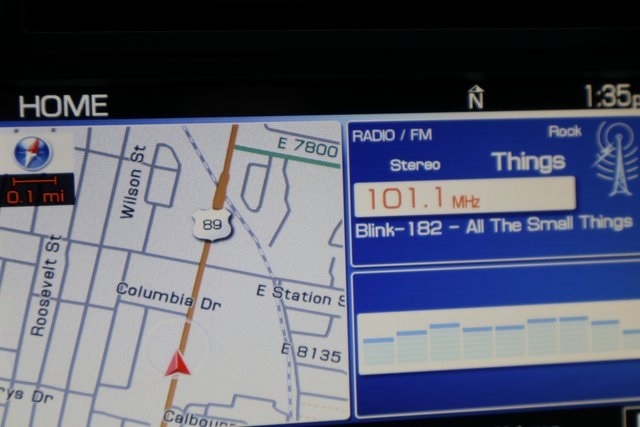 HOME
N
1:35
0.1 mi
Wilson St
E 7800
89
Roosevelt St
Columbia Dr
E Station
E 8135
RADIO / FM
Rock
Stereo
Things
101.1 MHz
Blink-182 - All The Small Things